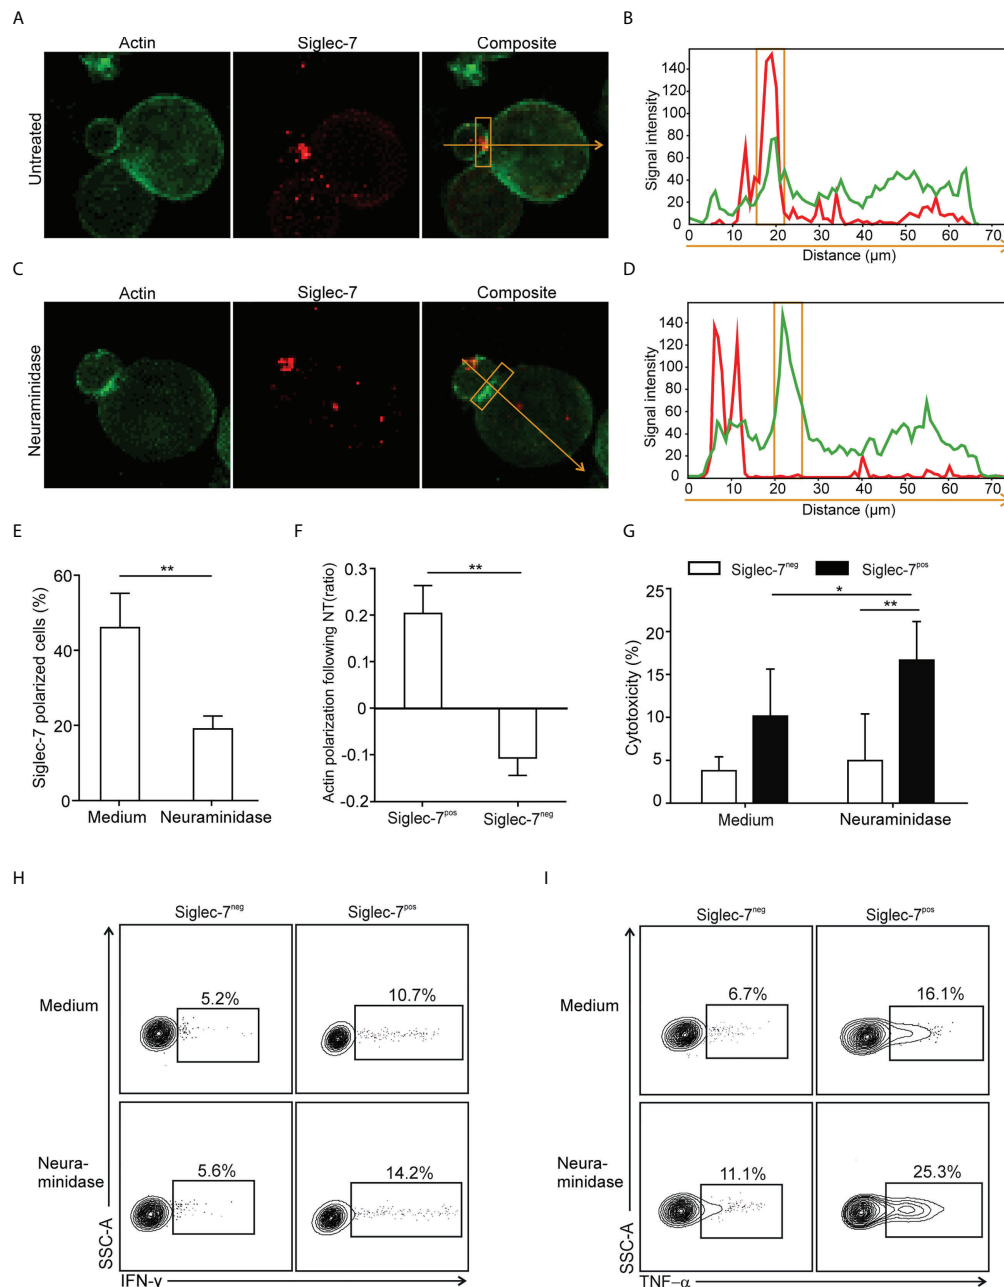 A
Actin
Siglec-7
Composite
Untreated
B
Signal intensity
140
120
100
80
60
40
20
0
0 10 20 30 40 50 60 70
Distance (μm)
C
Actin
Siglec-7
Composite
Neuraminidase
D
Signal intensity
140
120
100
80
60
40
20
0
0 10 20 30 40 50 60 70
Distance (μm)
E
Siglec-7 polarized cells (%)
60
40
20
0
**
Medium
Neuraminidase
F
Actin polarization following NT(ratio)
0.3
0.2
0.2
0
-0.1
-0.2
**
Siglec-7pos
Siglec-7neg
G
Siglec-7neg
Siglec-7pos
Cytotoxicity (%)
25
20
15
10
5
0
*
**
Medium
Neuraminidase
H
Siglec-7neg
Siglec-7pos
Medium
5.2%
10.7%
Neura-
minidase
5.6%
14.2%
SSC-A
IFN-γ
I
Siglec-7neg
Siglec-7pos
Medium
6.7%
16.1%
Neura-
minidase
11.1%
25.3%
SSC-A
TNF-α